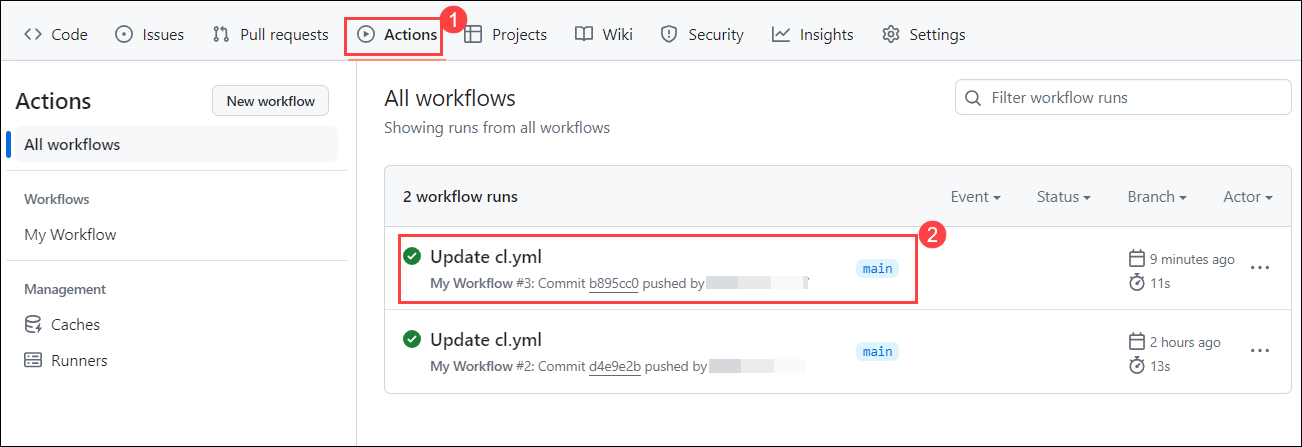 Code Issues Pull requests Actions 1 Projects Wiki Security Insights Settings
Actions New workflow
All workflows
Workflows
My Workflow
Management
Caches
Runners
All workflows
Showing runs from all workflows
Filter workflow runs
2 workflow runs Event Status Branch Actor
2
Update cl.yml
My Workflow #3: Commit b895cc0 pushed by
main
9 minutes ago
11s
Update cl.yml
My Workflow #2: Commit d4e9e2b pushed by
main
2 hours ago
13s